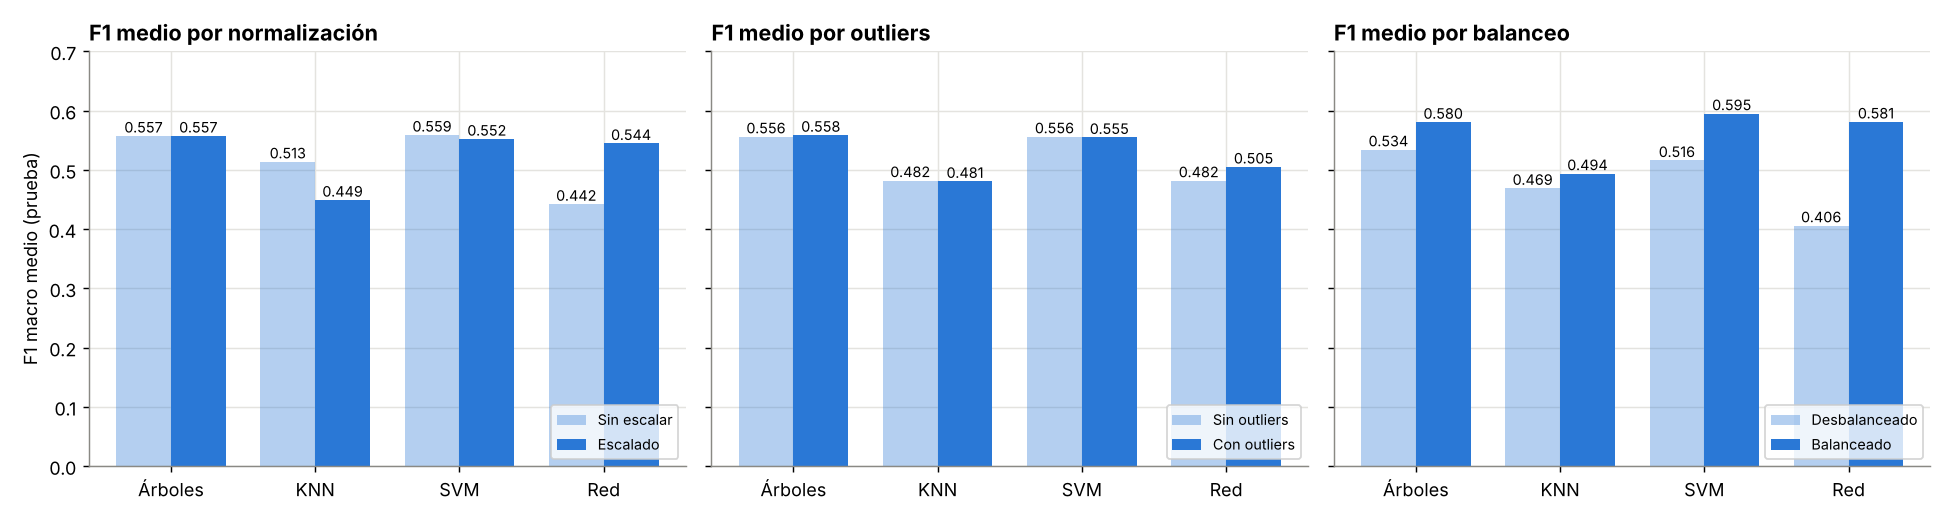 F1 medio por normalización
F1 medio por outliers
F1 medio por balanceo
F1 macro medio (prueba)
0.7
0.6
0.5
0.4
0.3
0.2
0.1
0.0
0.557
0.557
0.513
0.449
0.559
0.552
0.442
0.544
Sin escalar
Escalado
Árboles
KNN
SVM
Red
0.556
0.558
0.482
0.481
0.556
0.555
0.482
0.505
Sin outliers
Con outliers
Árboles
KNN
SVM
Red
0.534
0.580
0.469
0.494
0.516
0.595
0.406
0.581
Desbalanceado
Balanceado
Árboles
KNN
SVM
Red